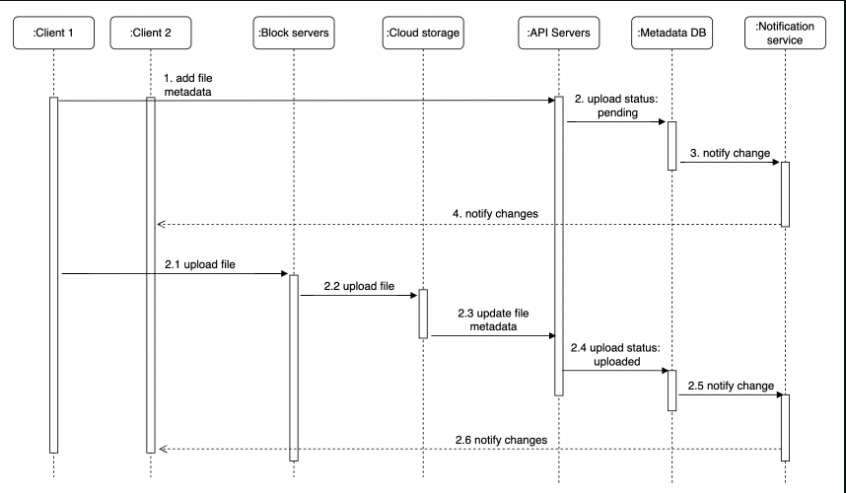 :Client 1
:Client 2
:Block servers
:Cloud storage
:API Servers
:Metadata DB
:Notification
service
1. add file
metadata
2. upload status:
pending
3. notify change
4. notify changes
2.1 upload file
2.2 upload file
2.3 update file
metadata
2.4 upload status:
uploaded
2.5 notify change
2.6 notify changes